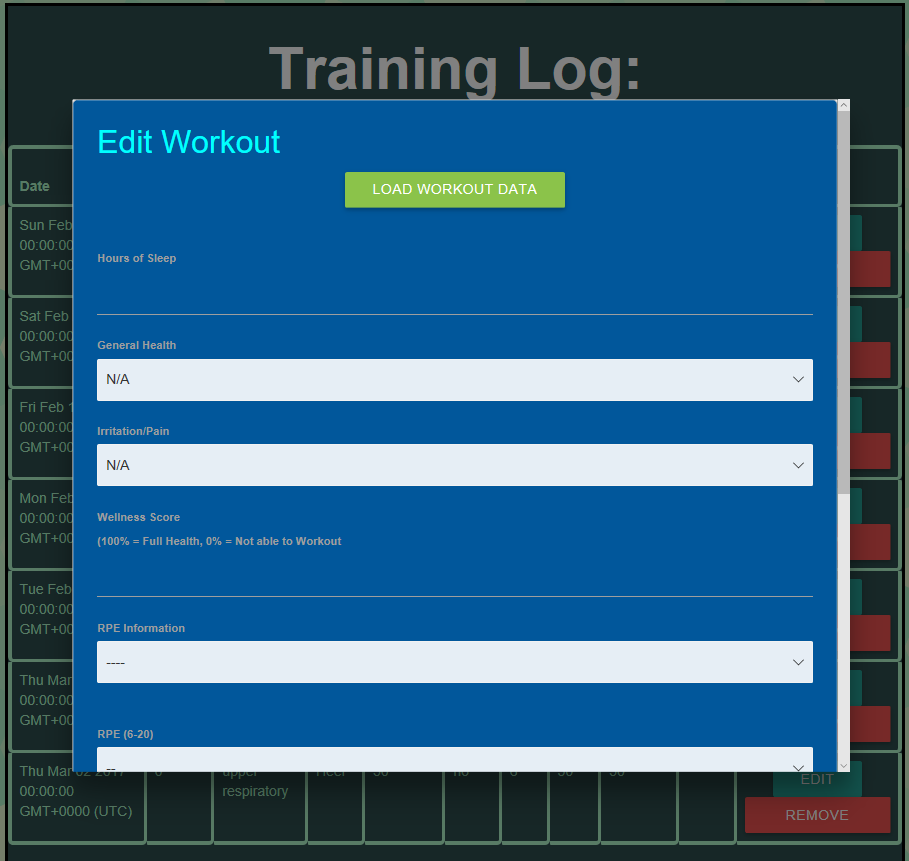 Training Log:
Edit Workout
LOAD WORKOUT DATA
Date
Hours of Sleep
Sun Feb
00:00:00
GMT+00
General Health
N/A
Sat Feb
00:00:00
GMT+00
Irritation/Pain
N/A
Fri Feb 1
00:00:00
GMT+00
Wellness Score
(100% = Full Health, 0% = Not able to Workout
Mon Feb
00:00:00
GMT+00
RPE Information
----
Tue Feb
00:00:00
GMT+00
RPE (6-20)
--
Thu Mar
00:00:00
GMT+00
Thu Mar 02 2017
00:00:00
GMT+0000 (UTC)
upper
respiratory
EDIT
REMOVE